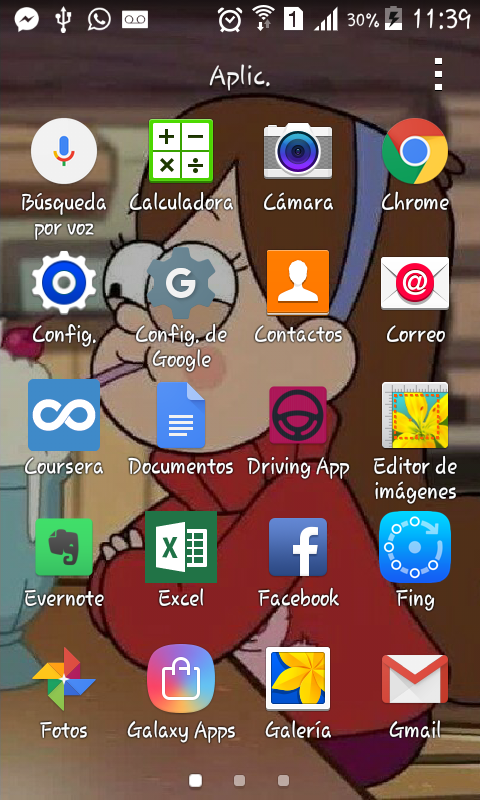 1 30% 11:39
Aplic.
Búsqueda por voz
Calculadora
Cámara
Chrome
Config.
Config. de Google
Contactos
Correo
Coursera
Documentos
Driving App
Editor de imágenes
Evernote
Excel
Facebook
Fing
Fotos
Galaxy Apps
Galería
Gmail